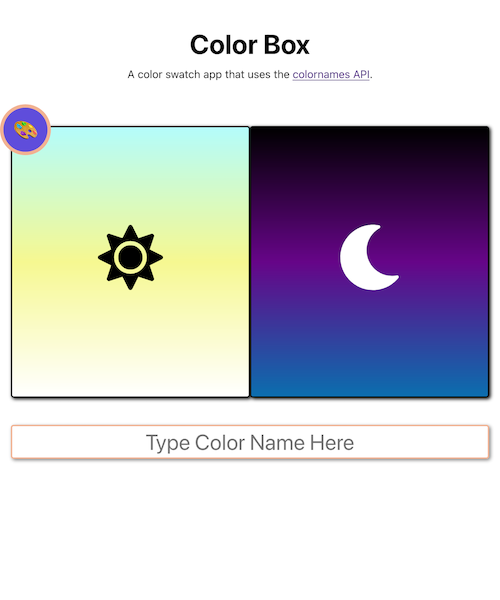 Color Box
A color swatch app that uses the colornames API.
Type Color Name Here